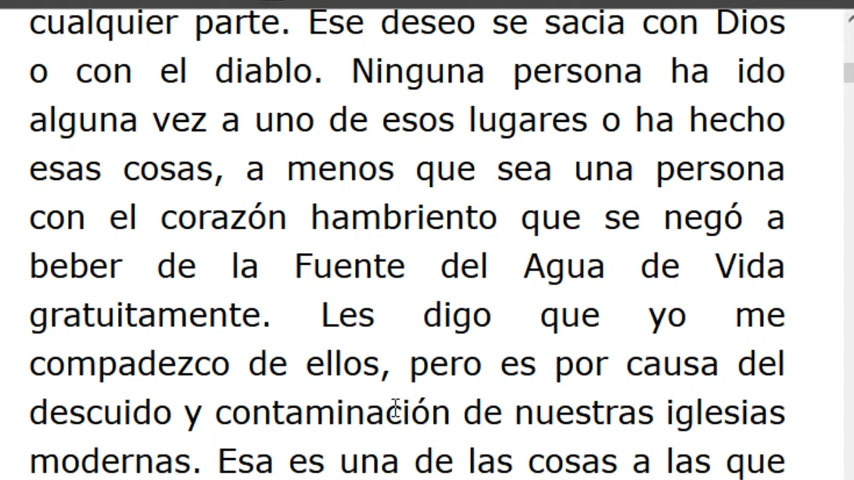 cualquier parte. Ese deseo se sacia con Dios
o con el diablo. Ninguna persona ha ido
alguna vez a uno de esos lugares o ha hecho
esas cosas, a menos que sea una persona
con el corazón hambriento que se negó a
beber de la Fuente del Agua de Vida
gratuitamente. Les digo que yo me
compadezco de ellos, pero es por causa del
descuido y contaminación de nuestras iglesias
modernas. Esa es una de las cosas a las que